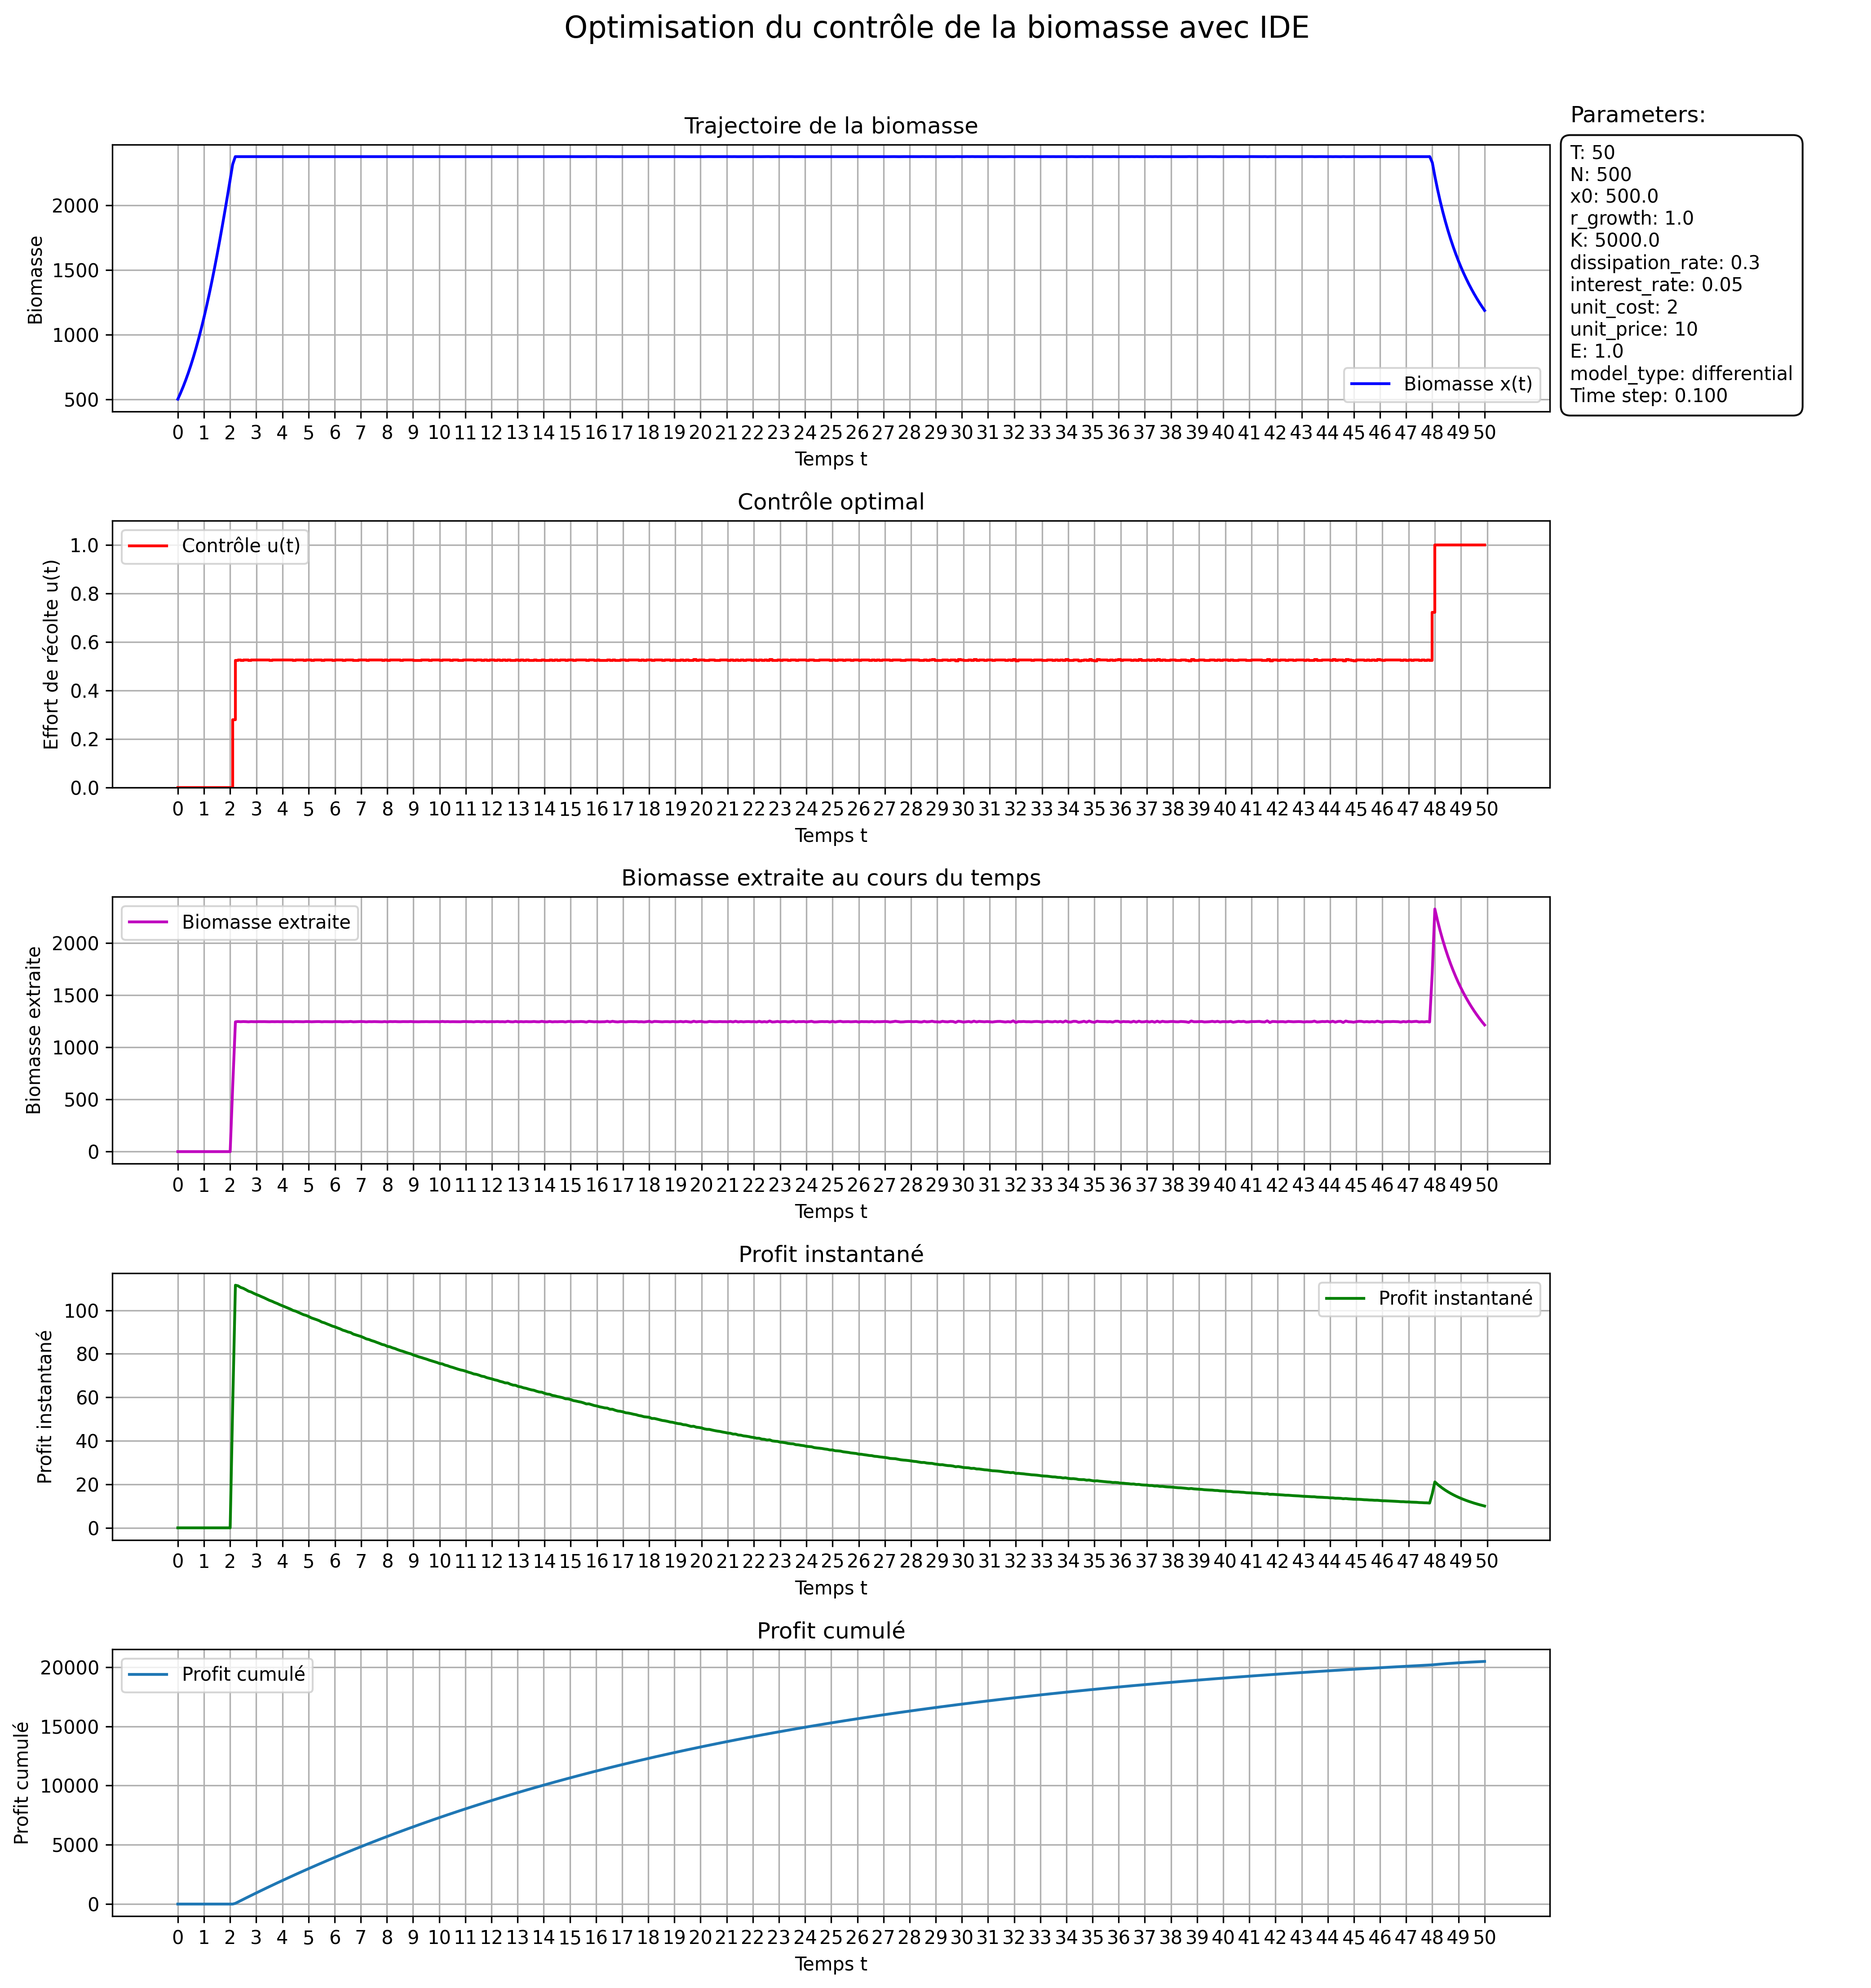 Optimisation du contrôle de la biomasse avec IDE
Trajectoire de la biomasse
Biomasse
2000
1500
1000
500
Biomasse x(t)
0 1 2 3 4 5 6 7 8 9 10 11 12 13 14 15 16 17 18 19 20 21 22 23 24 25 26 27 28 29 30 31 32 33 34 35 36 37 38 39 40 41 42 43 44 45 46 47 48 49 50
Temps t
Parameters:
T: 50
N: 500
x0: 500.0
r_growth: 1.0
K: 5000.0
dissipation_rate: 0.3
interest_rate: 0.05
unit_cost: 2
unit_price: 10
E: 1.0
model_type: differential
Time step: 0.100
Contrôle optimal
Effort de récolte u(t)
Contrôle u(t)
1.0
0.8
0.6
0.4
0.2
0.0
0 1 2 3 4 5 6 7 8 9 10 11 12 13 14 15 16 17 18 19 20 21 22 23 24 25 26 27 28 29 30 31 32 33 34 35 36 37 38 39 40 41 42 43 44 45 46 47 48 49 50
Temps t
Biomasse extraite au cours du temps
Biomasse extraite
Biomasse extraite
2000
1500
1000
500
0
0 1 2 3 4 5 6 7 8 9 10 11 12 13 14 15 16 17 18 19 20 21 22 23 24 25 26 27 28 29 30 31 32 33 34 35 36 37 38 39 40 41 42 43 44 45 46 47 48 49 50
Temps t
Profit instantané
Profit instantané
Profit instantané
100
80
60
40
20
0
0 1 2 3 4 5 6 7 8 9 10 11 12 13 14 15 16 17 18 19 20 21 22 23 24 25 26 27 28 29 30 31 32 33 34 35 36 37 38 39 40 41 42 43 44 45 46 47 48 49 50
Temps t
Profit cumulé
Profit cumulé
Profit cumulé
20000
15000
10000
5000
0
0 1 2 3 4 5 6 7 8 9 10 11 12 13 14 15 16 17 18 19 20 21 22 23 24 25 26 27 28 29 30 31 32 33 34 35 36 37 38 39 40 41 42 43 44 45 46 47 48 49 50
Temps t